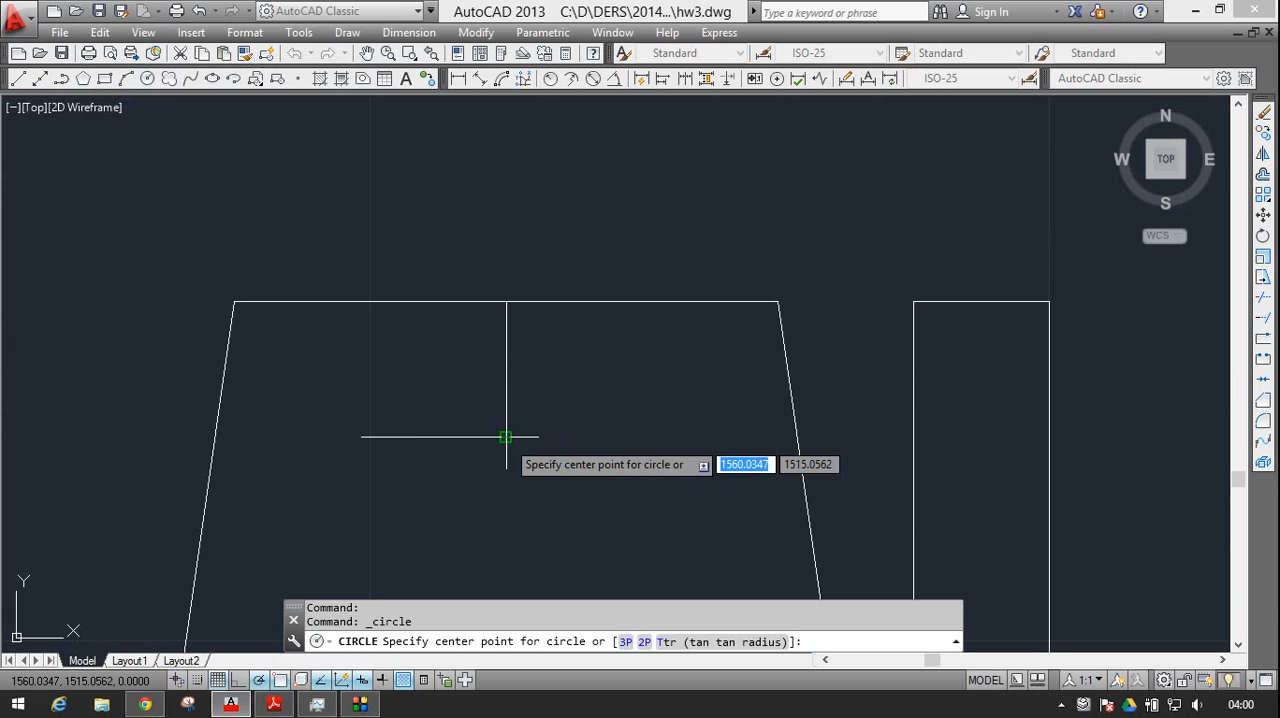 AutoCAD Classic
AutoCAD 2013 C:\D\DERS\2014...\hw3.dwg
Type a keyword or phrase
Sign In
File Edit View Insert Format Tools Draw Dimension Modify Parametric Window Help Express
Standard ISO-25 Standard Standard
ISO-25 AutoCAD Classic
[−][Top][2D Wireframe]
N
W TOP E
S
WCS
Specify center point for circle or 1560.0347 1515.0562
Y
X
Command:
Command: _circle
CIRCLE Specify center point for circle or [3P 2P Ttr (tan tan radius)]:
Model Layout1 Layout2
1560.0347, 1515.0562, 0.0000 MODEL 1:1
04:00